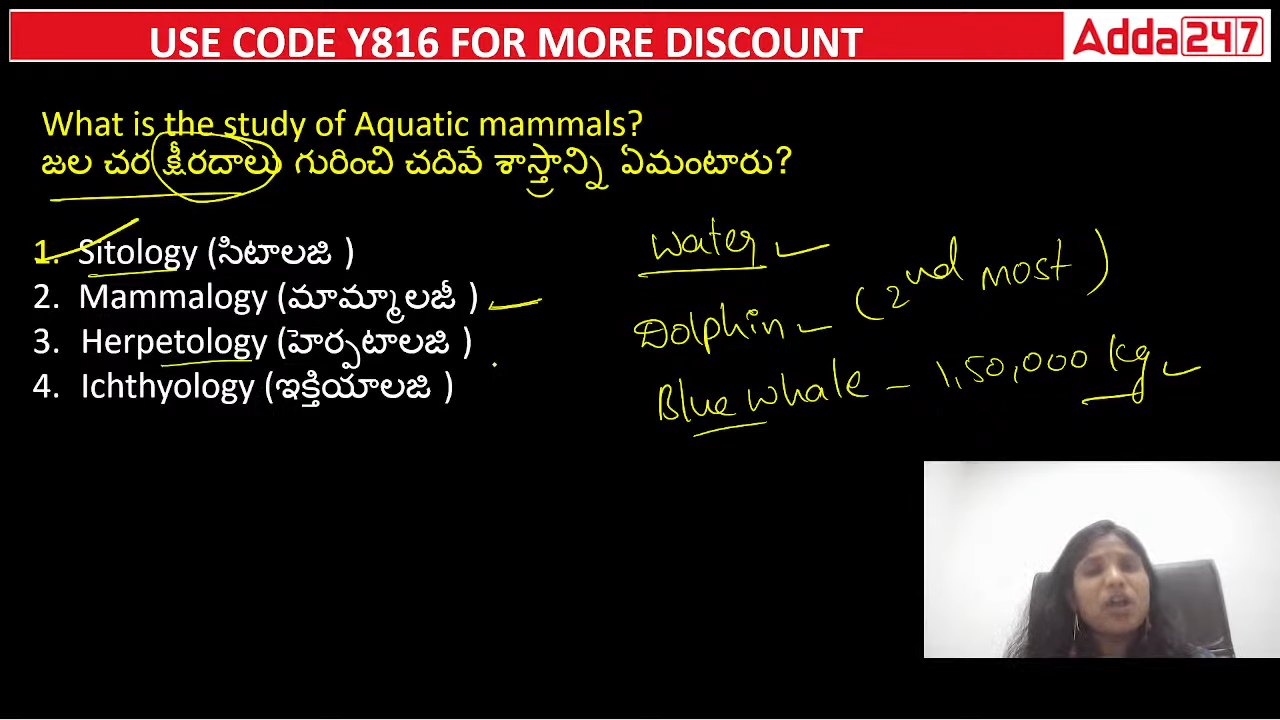 USE CODE Y816 FOR MORE DISCOUNT
Adda247
What is the study of Aquatic mammals?
జల చర క్షీరదాలు గురించి చదివే శాస్త్రాన్ని ఏమంటారు?
1. Sitology (సిటాలజి )
2. Mammalogy (మామ్మాలజీ )
3. Herpetology (హెర్పటాలజి )
4. Ichthyology (ఇక్తియాలజి )
water
Dolphin - (2nd most)
Blue whale - 1,50,000 kg